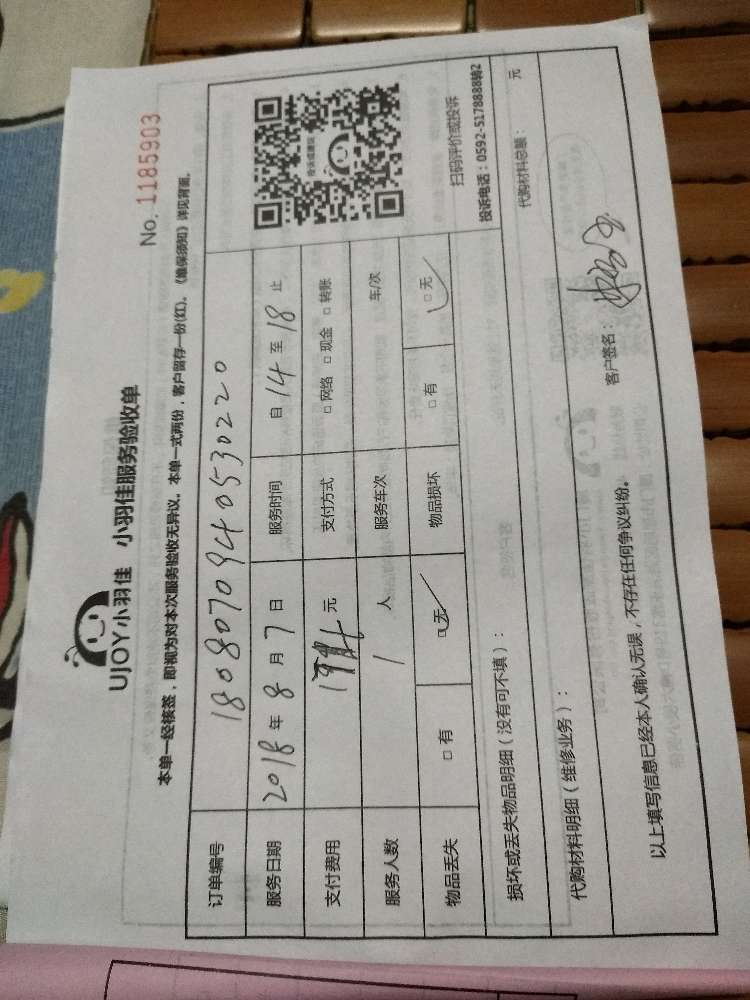 No. 1185903
UJOY小羽佳 小羽佳服务验收单
本单一经核签，即视为对本次服务验收无异议。本单一式两份，客户留存一份(红)。《维保须知》详见背面。
订单编号 1808070940530220
服务日期 2018年8月7日 服务时间 自14至18止
支付费用 元 支付方式 □网络 □现金 □转账
服务人数 1人 服务车次 车/次
物品丢失 □有 □无 物品损坏 □有 □无
扫码评价或投诉
投诉电话：0592-5178888转2
损坏或丢失物品明细（没有可不填）：
代购材料明细（维修业务）： 代购材料总额： 元
以上填写信息已经本人确认无误，不存在任何争议纠纷。
客户签名：